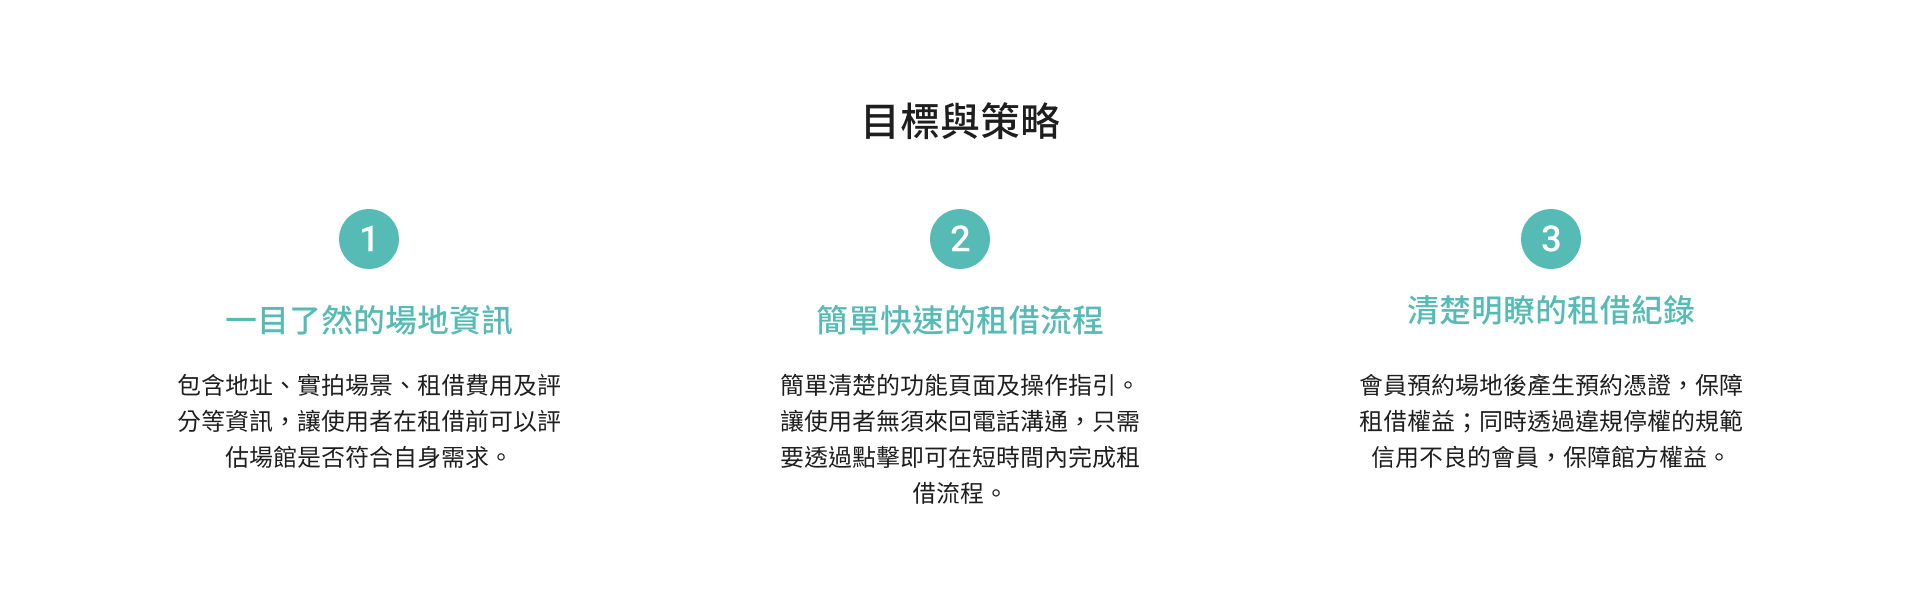 目標與策略
1
一目了然的場地資訊
包含地址、實拍場景、租借費用及評
分等資訊，讓使用者在租借前可以評
估場館是否符合自身需求。
2
簡單快速的租借流程
簡單清楚的功能頁面及操作指引。
讓使用者無須來回電話溝通，只需
要透過點擊即可在短時間內完成租
借流程。
3
清楚明瞭的租借紀錄
會員預約場地後產生預約憑證，保障
租借權益；同時透過違規停權的規範
信用不良的會員，保障館方權益。